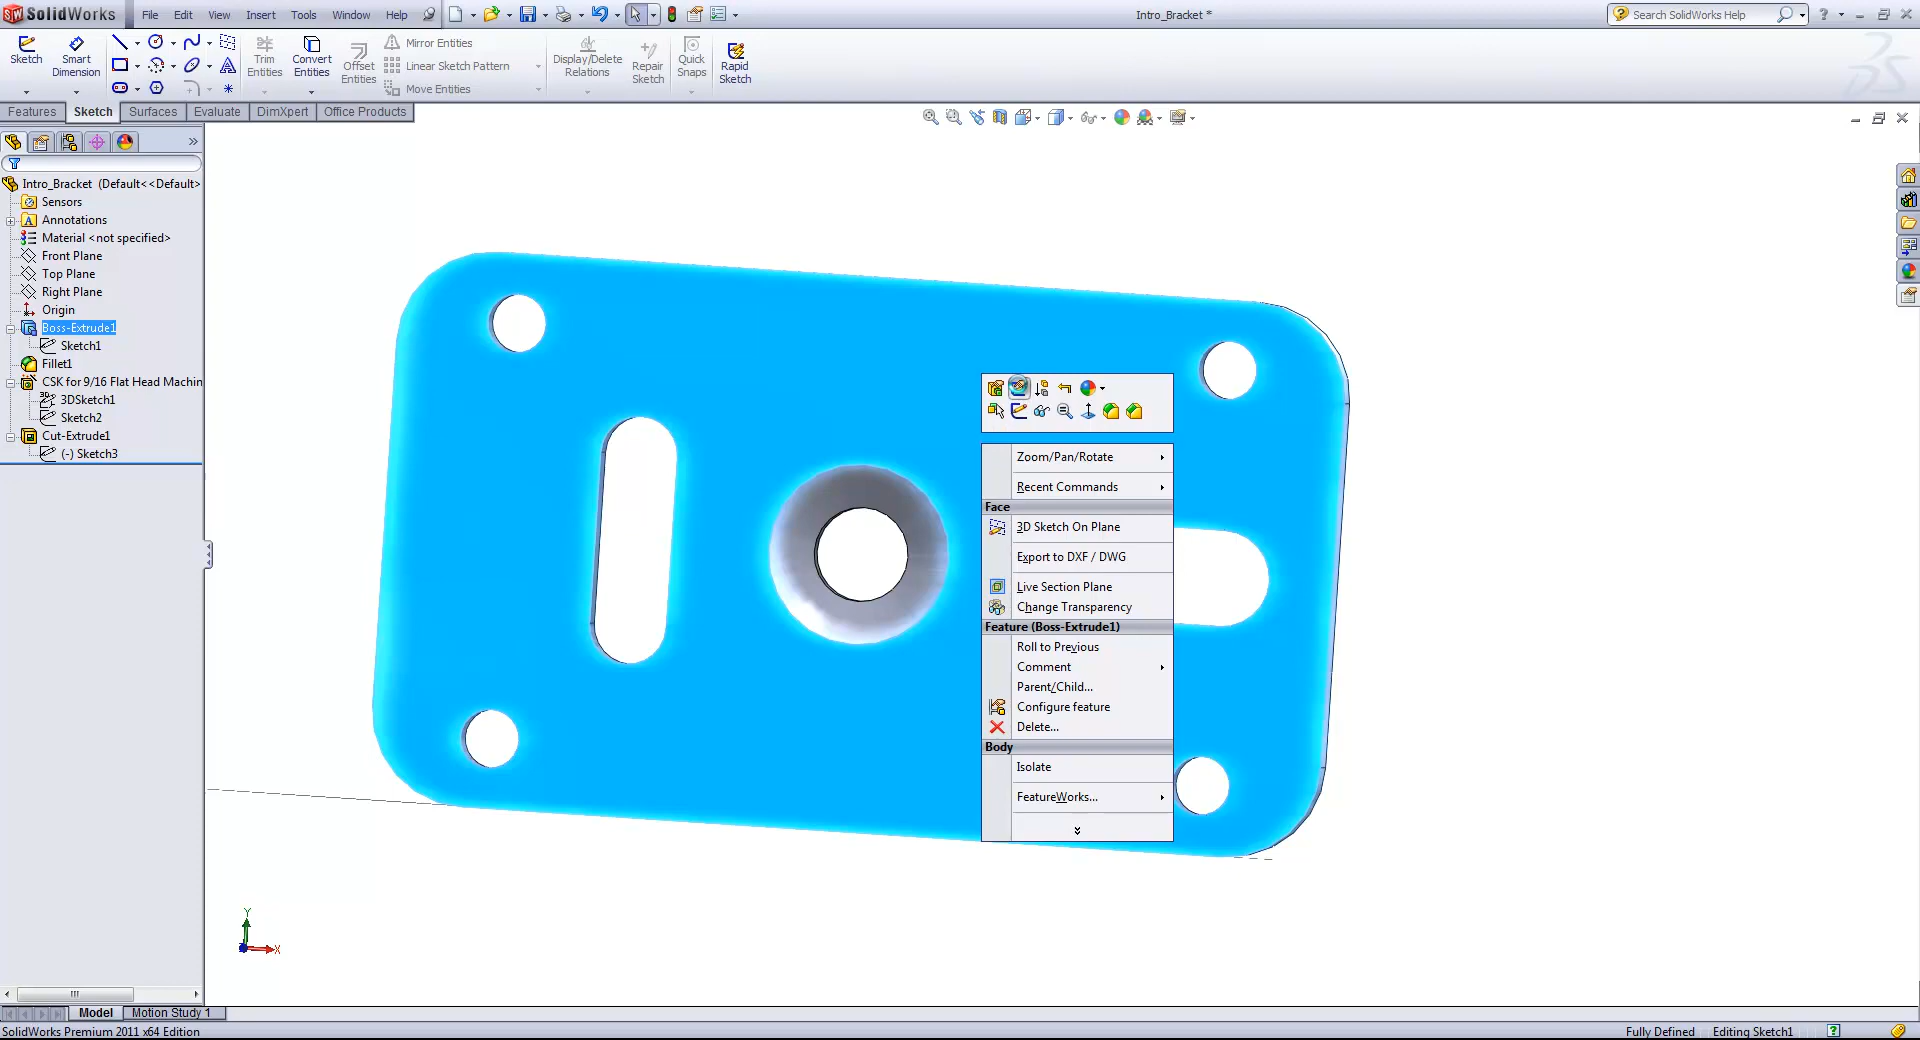 SolidWorks File Edit View Insert Tools Window Help Intro_Bracket * Search SolidWorks Help
Sketch
Smart Dimension
Trim Entities
Convert Entities
Offset Entities
Mirror Entities
Linear Sketch Pattern
Move Entities
Display/Delete Relations
Repair Sketch
Quick Snaps
Rapid Sketch
Features Sketch Surfaces Evaluate DimXpert Office Products
Intro_Bracket (Default<<Default>
Sensors
Annotations
Material <not specified>
Front Plane
Top Plane
Right Plane
Origin
Boss-Extrude1
Sketch1
Fillet1
CSK for 9/16 Flat Head Machin
3DSketch1
Sketch2
Cut-Extrude1
(-) Sketch3
Zoom/Pan/Rotate
Recent Commands
Face
3D Sketch On Plane
Export to DXF / DWG
Live Section Plane
Change Transparency
Feature (Boss-Extrude1)
Roll to Previous
Comment
Parent/Child...
Configure feature
Delete...
Body
Isolate
FeatureWorks...
Y
X
Model Motion Study 1
SolidWorks Premium 2011 x64 Edition Fully Defined Editing Sketch1